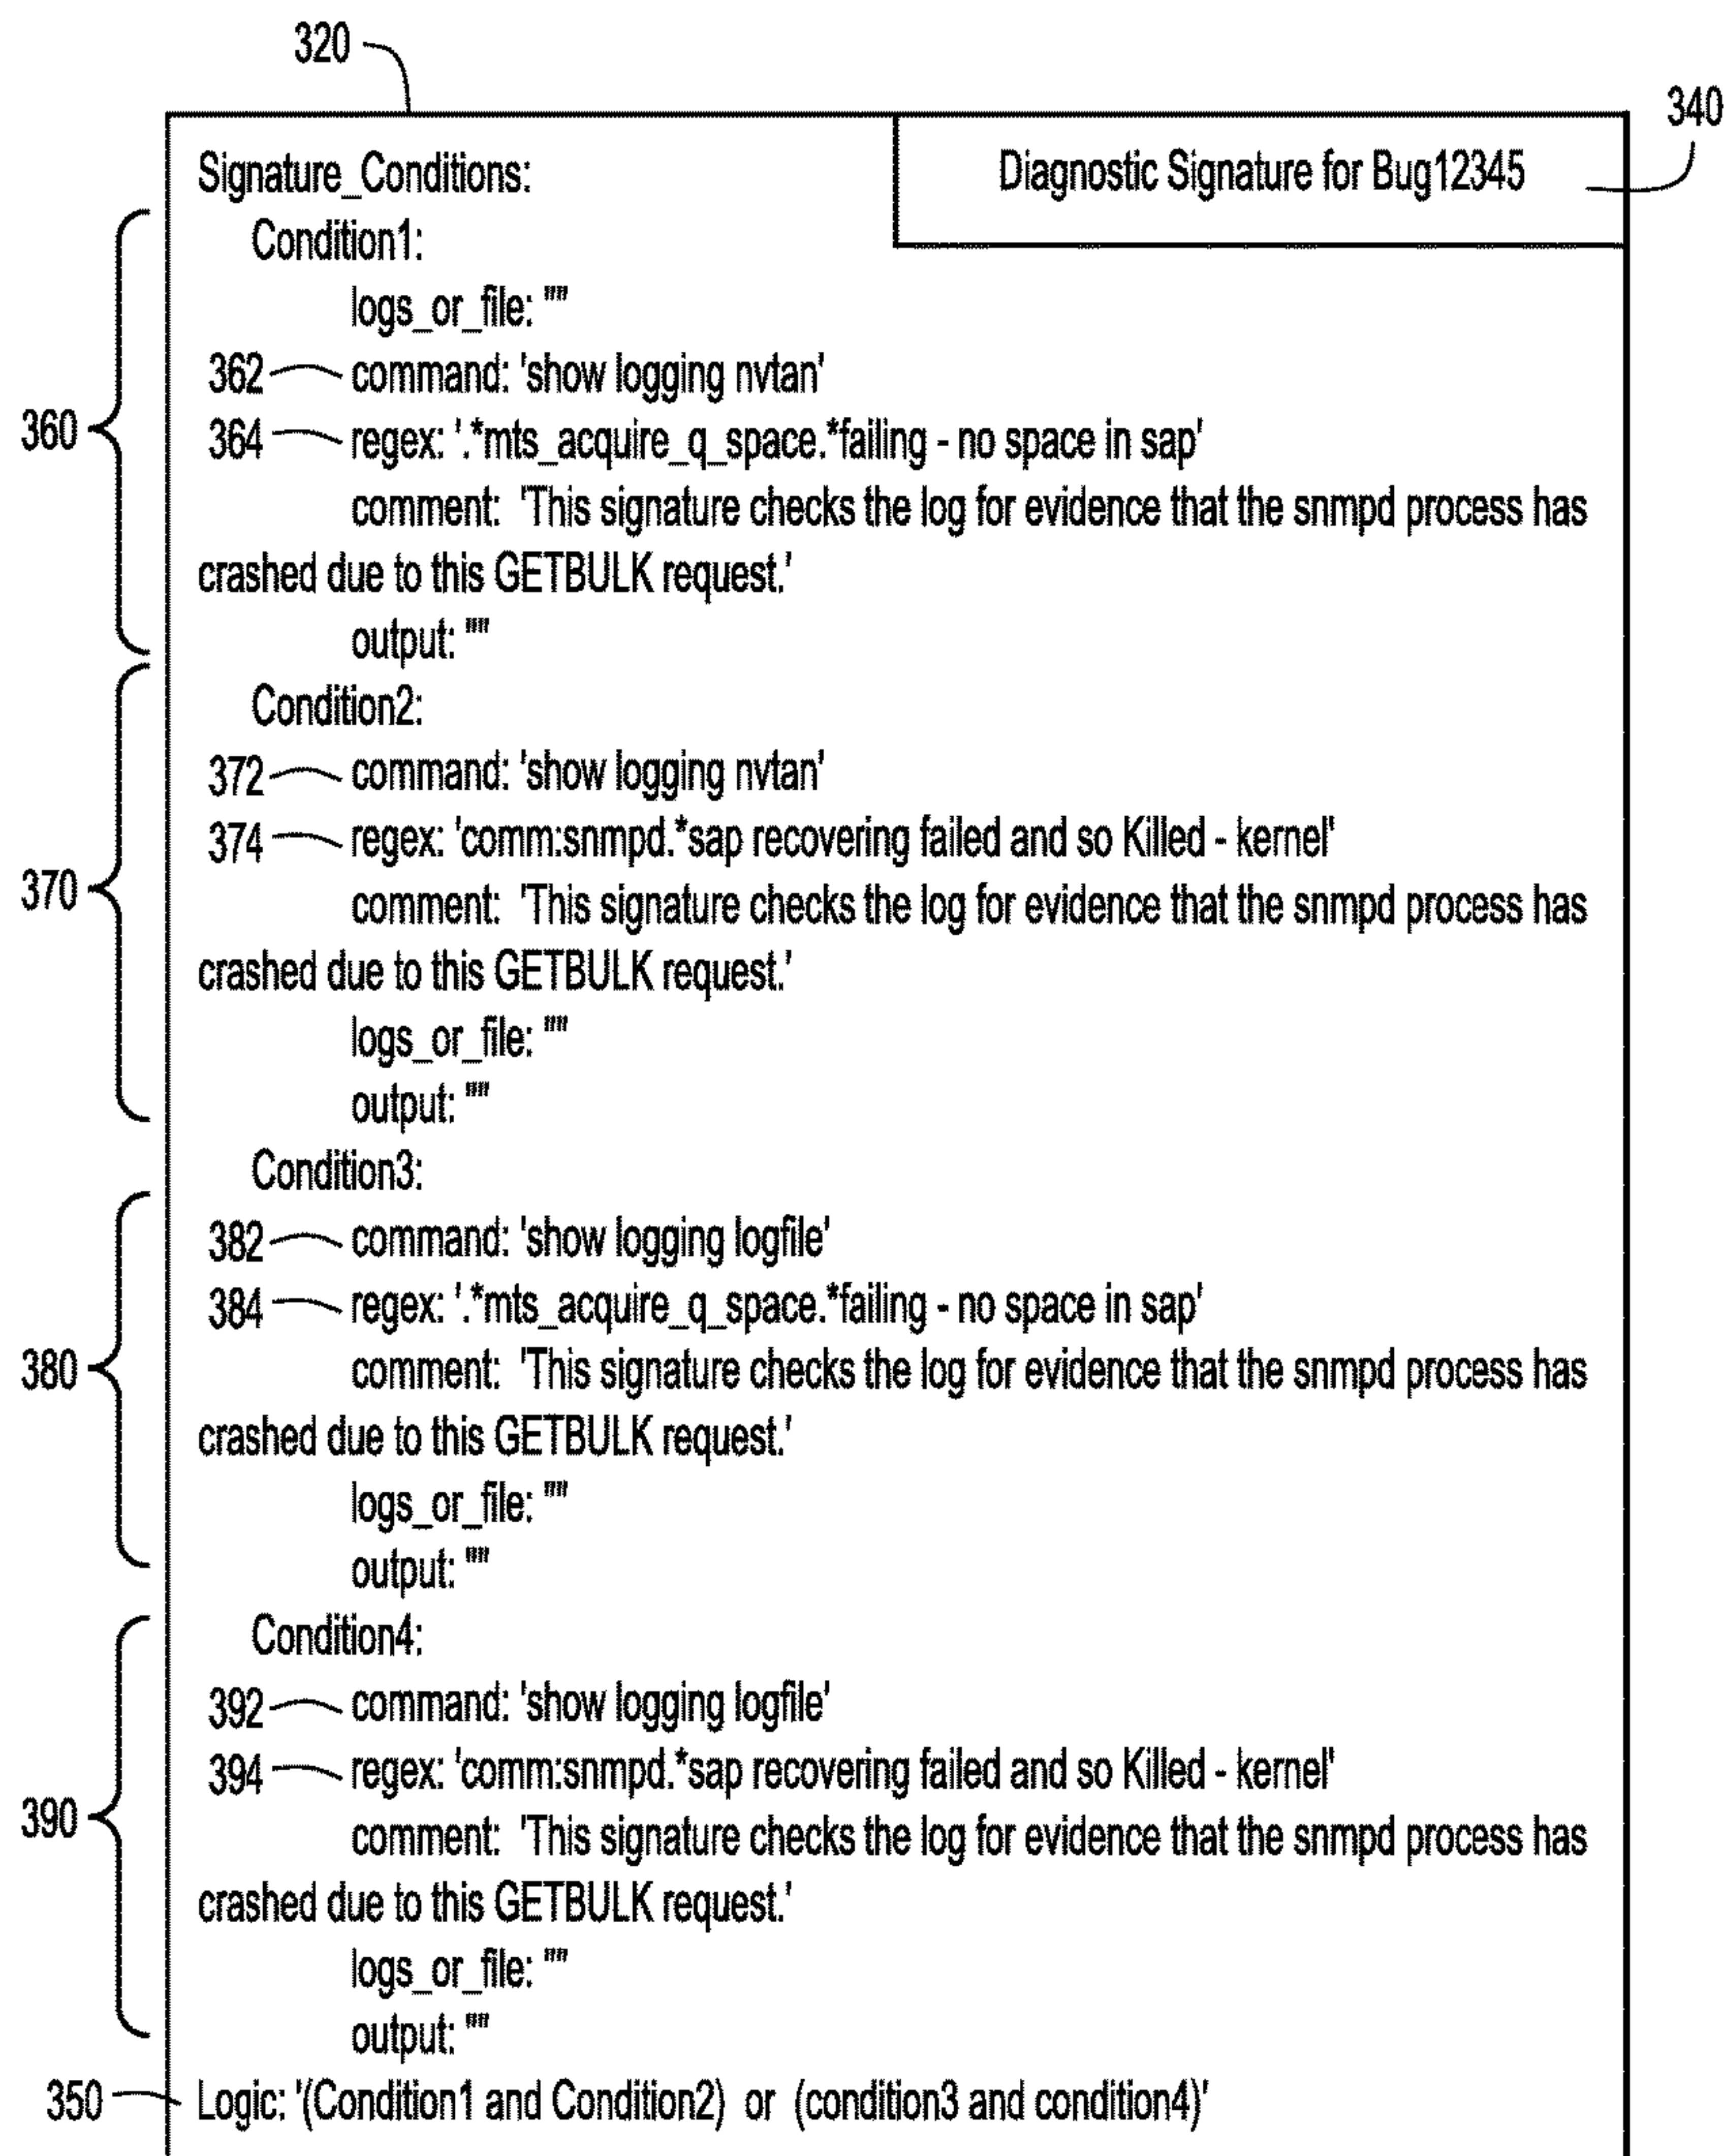 320
340
Signature_Conditions:
Diagnostic Signature for Bug12345
Condition1:
logs_or_file: ""
362 command: 'show logging nvtan'
360
364 regex: '.*mts_acquire_q_space.*failing - no space in sap'
comment: 'This signature checks the log for evidence that the snmpd process has
crashed due to this GETBULK request.'
output: ""
Condition2:
372 command: 'show logging nvtan'
374 regex: 'comm:snmpd.*sap recovering failed and so Killed - kernel'
370
comment: 'This signature checks the log for evidence that the snmpd process has
crashed due to this GETBULK request.'
logs_or_file: ""
output: ""
Condition3:
382 command: 'show logging logfile'
384 regex: '.*mts_acquire_q_space.*failing - no space in sap'
380
comment: 'This signature checks the log for evidence that the snmpd process has
crashed due to this GETBULK request.'
logs_or_file: ""
output: ""
Condition4:
392 command: 'show logging logfile'
394 regex: 'comm:snmpd.*sap recovering failed and so Killed - kernel'
390
comment: 'This signature checks the log for evidence that the snmpd process has
crashed due to this GETBULK request.'
logs_or_file: ""
output: ""
350 Logic: '(Condition1 and Condition2) or (condition3 and condition4)'